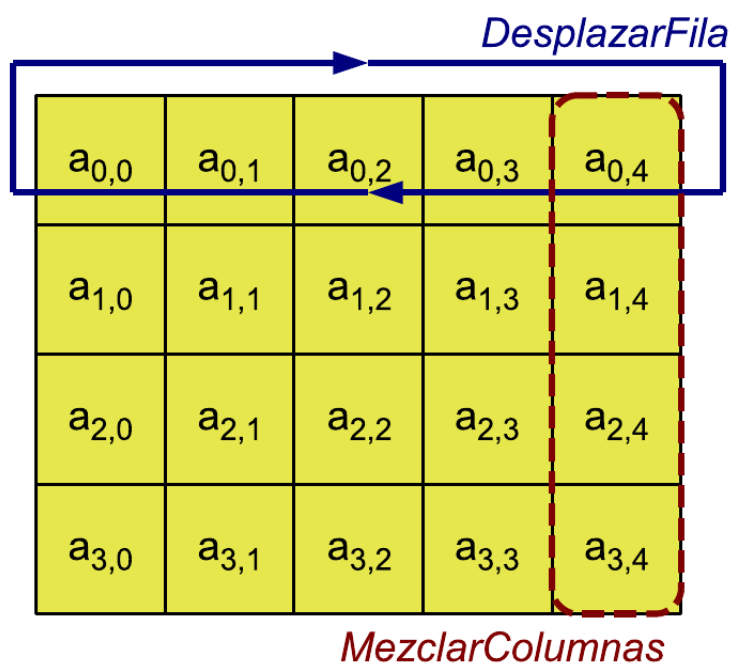 DesplazarFila
a0,0 a0,1 a0,2 a0,3 a0,4
a1,0 a1,1 a1,2 a1,3 a1,4
a2,0 a2,1 a2,2 a2,3 a2,4
a3,0 a3,1 a3,2 a3,3 a3,4
MezclarColumnas